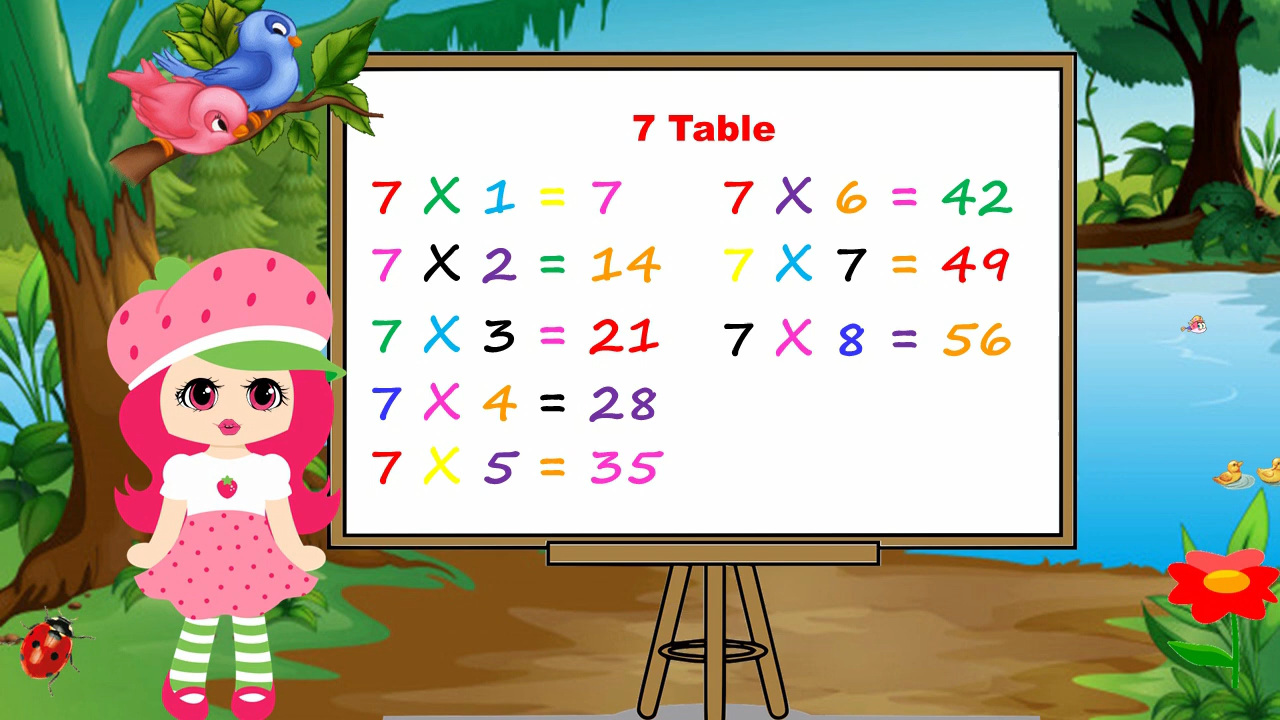 7 Table
7 X 1 = 7
7 X 2 = 14
7 X 3 = 21
7 X 4 = 28
7 X 5 = 35
7 X 6 = 42
7 X 7 = 49
7 X 8 = 56